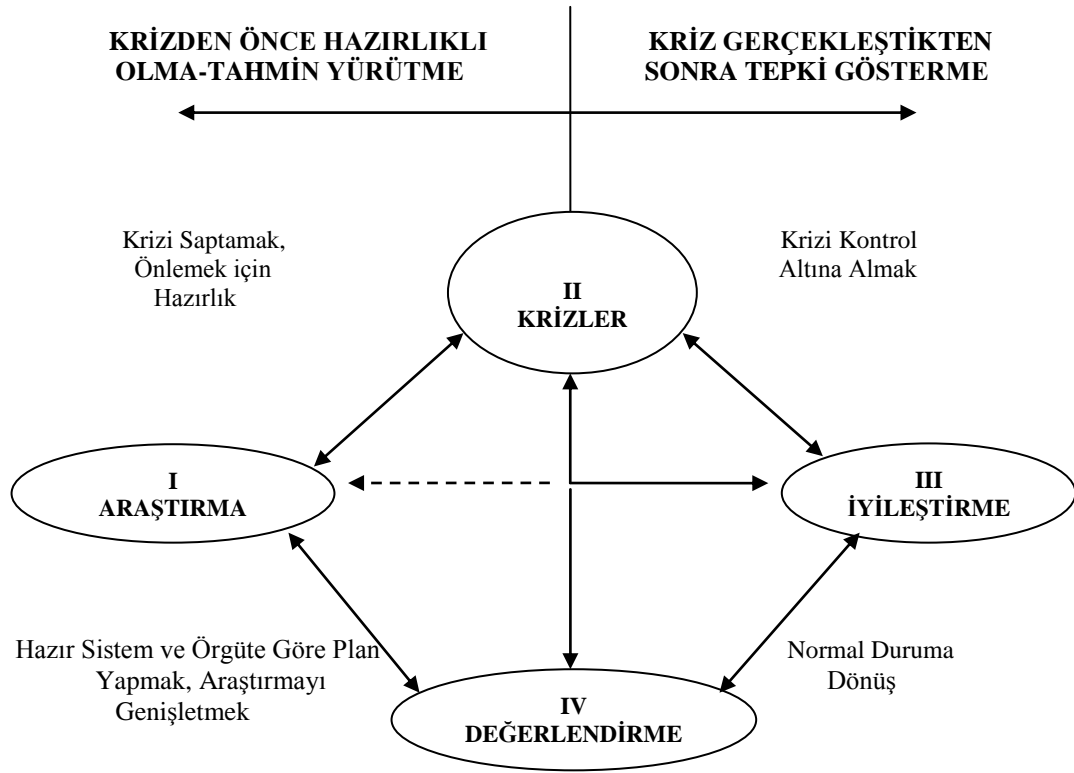 KRİZDEN ÖNCE HAZIRLIKLI
OLMA-TAHMİN YÜRÜTME
KRİZ GERÇEKLEŞTİKTEN
SONRA TEPKİ GÖSTERME
Krizi Saptamak,
Önlemek için
Hazırlık
II
KRİZLER
Krizi Kontrol
Altına Almak
I
ARAŞTIRMA
III
İYİLEŞTİRME
Hazır Sistem ve Örgüte Göre Plan
Yapmak, Araştırmayı
Genişletmek
IV
DEĞERLENDİRME
Normal Duruma
Dönüş